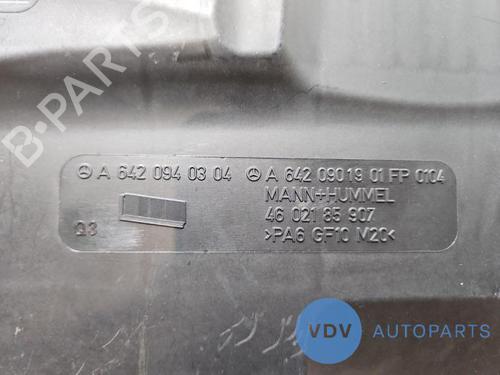 B-PARTS
A 642 094 03 04 A 642 09019 01 FP 0104
MANN+HUMMEL
46 021 85 907
Q3 >PA6 GF10 M20<
VDV AUTOPARTS